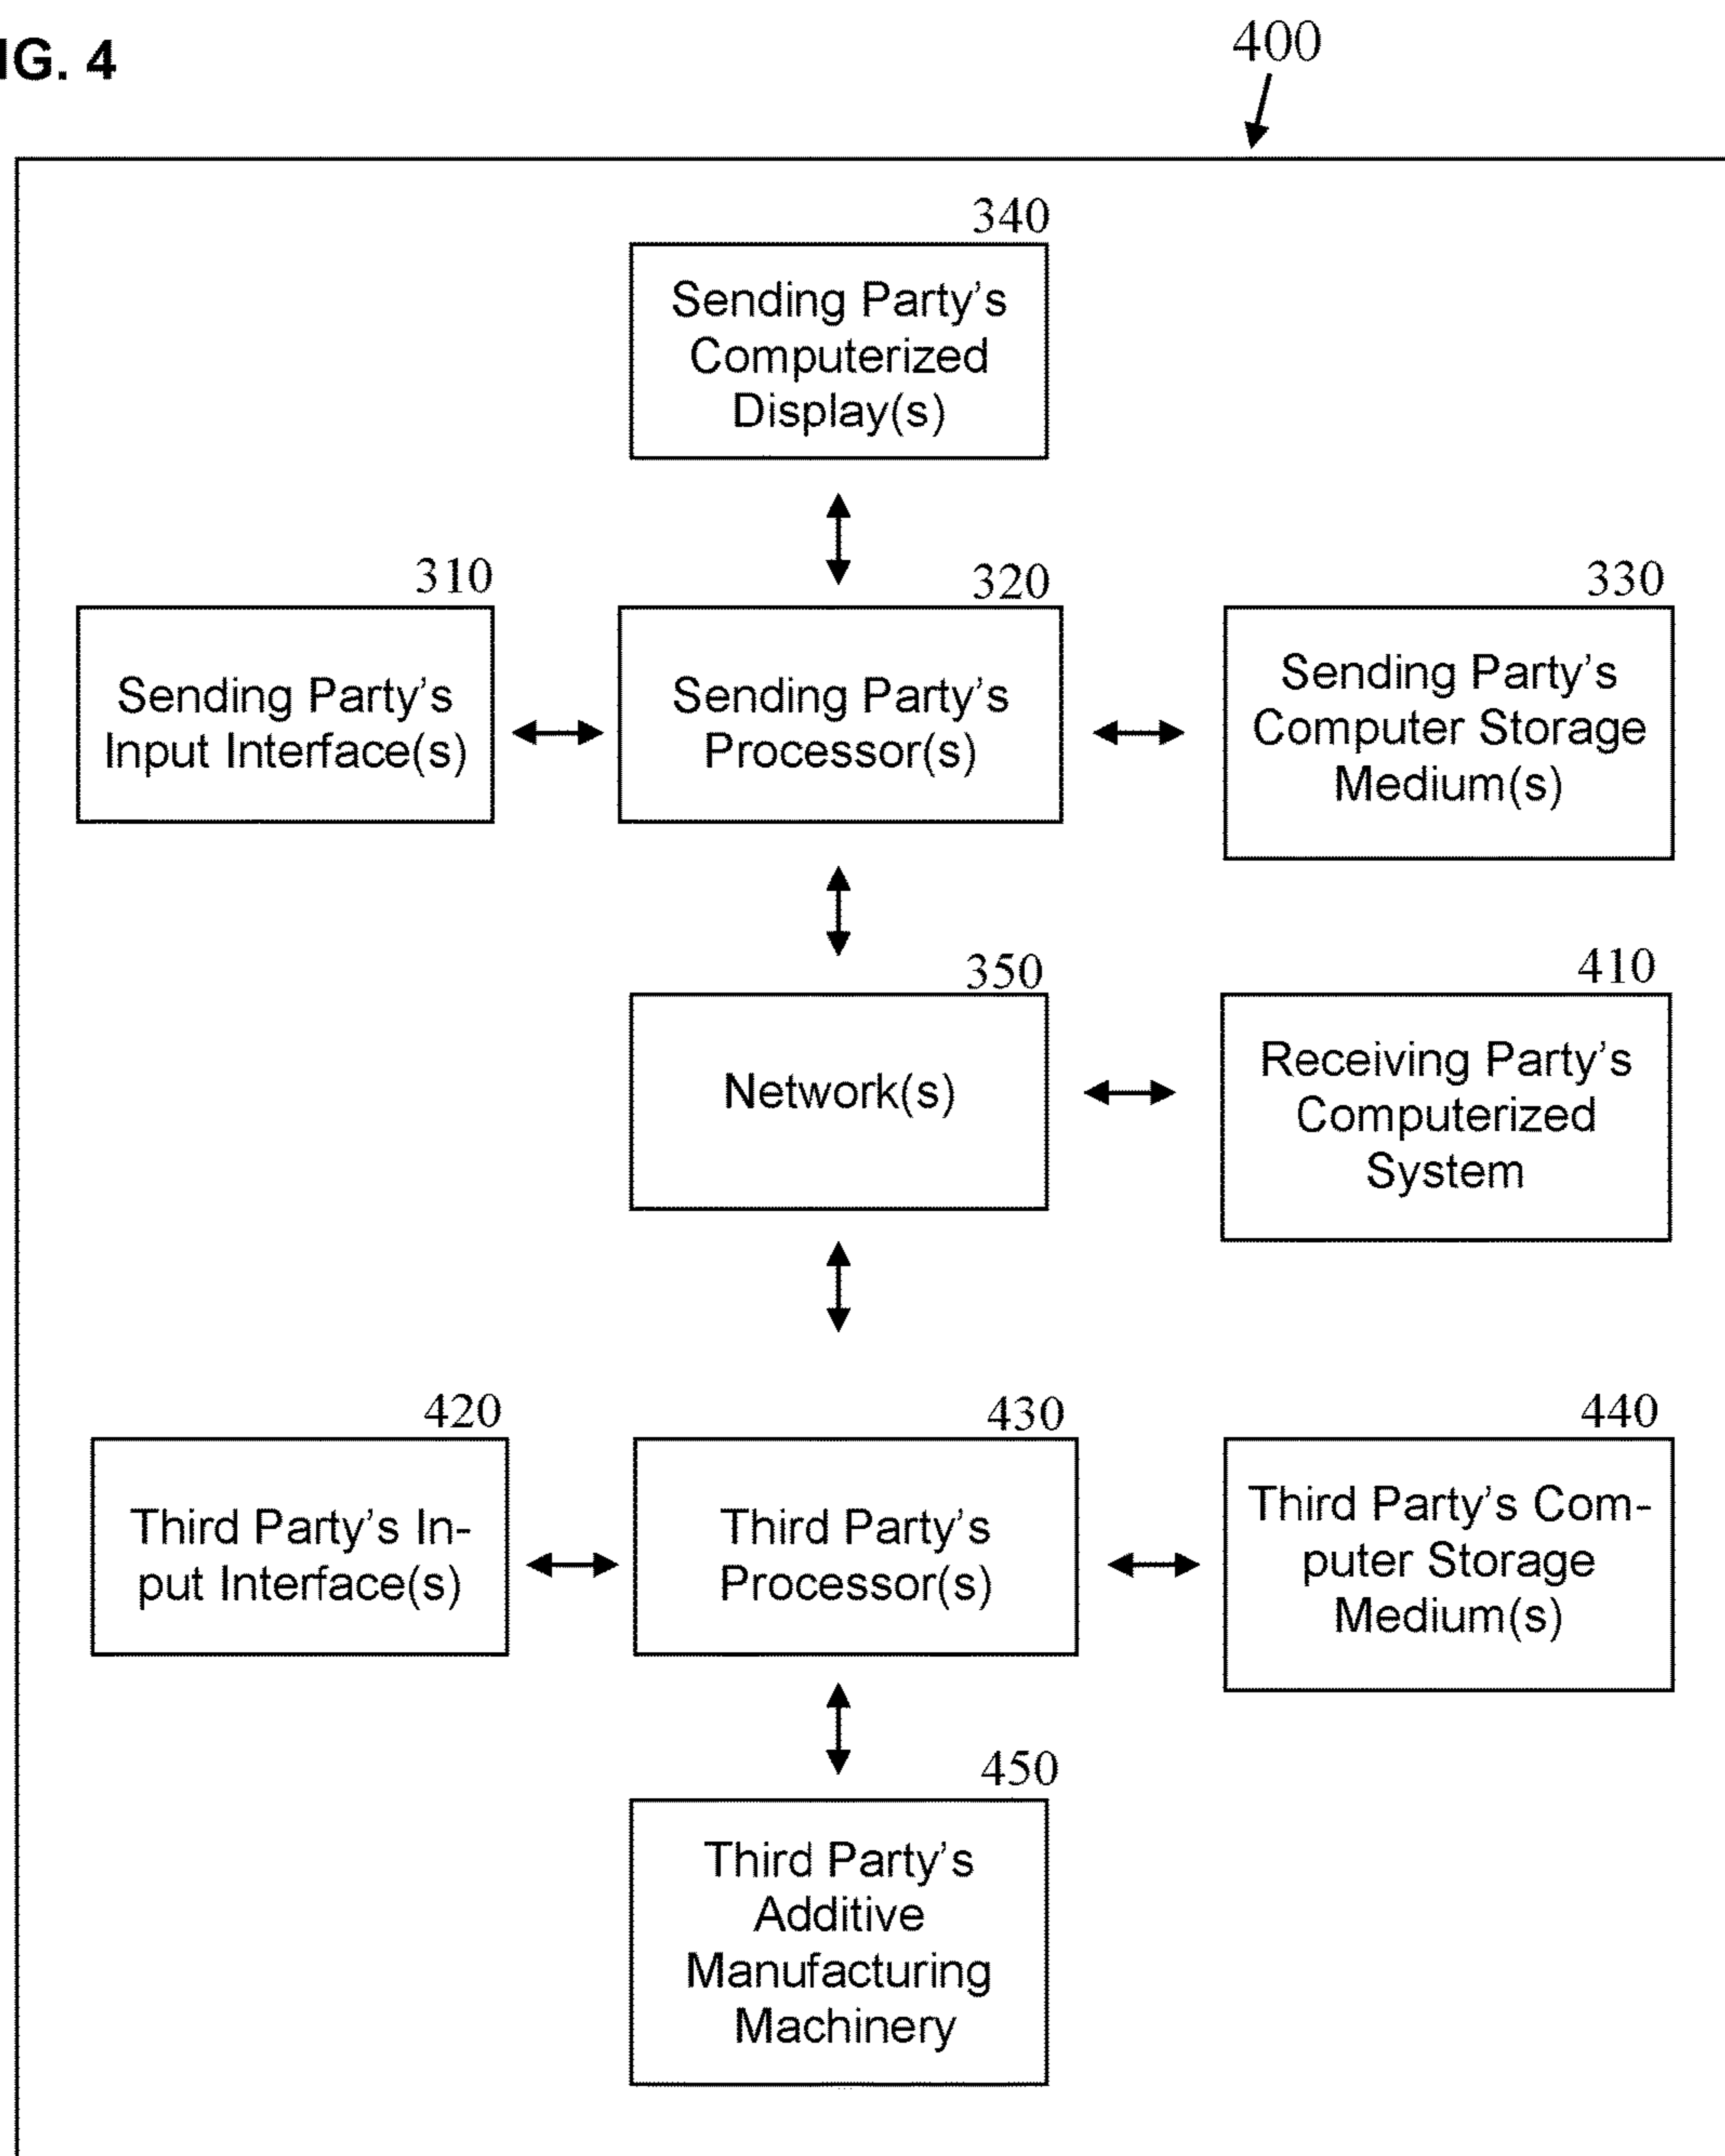 IG. 4
400
340
Sending Party's
Computerized
Display(s)
310
Sending Party's
Input Interface(s)
320
Sending Party's
Processor(s)
330
Sending Party's
Computer Storage
Medium(s)
350
Network(s)
410
Receiving Party's
Computerized
System
420
Third Party's In-
put Interface(s)
430
Third Party's
Processor(s)
440
Third Party's Com-
puter Storage
Medium(s)
450
Third Party's
Additive
Manufacturing
Machinery